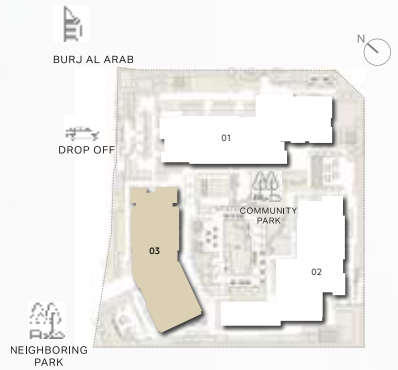 N
BURJ AL ARAB
DROP OFF
01
COMMUNITY
PARK
03
02
NEIGHBORING
PARK